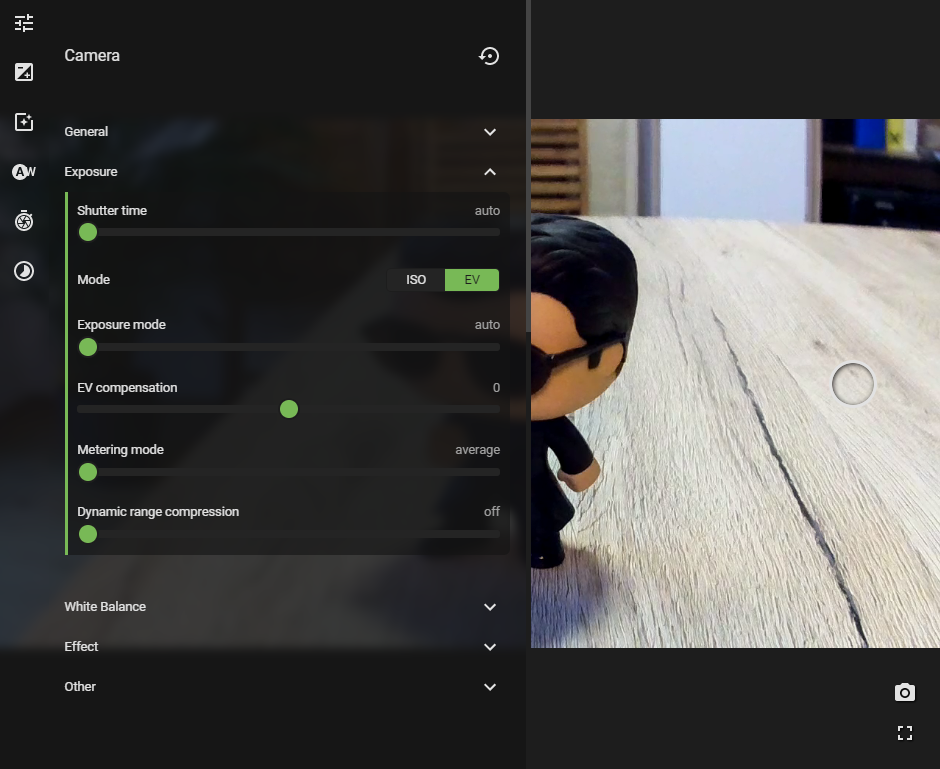 Camera
General
Exposure
Shutter time auto
Mode ISO EV
Exposure mode auto
EV compensation 0
Metering mode average
Dynamic range compression off
White Balance
Effect
Other
AW